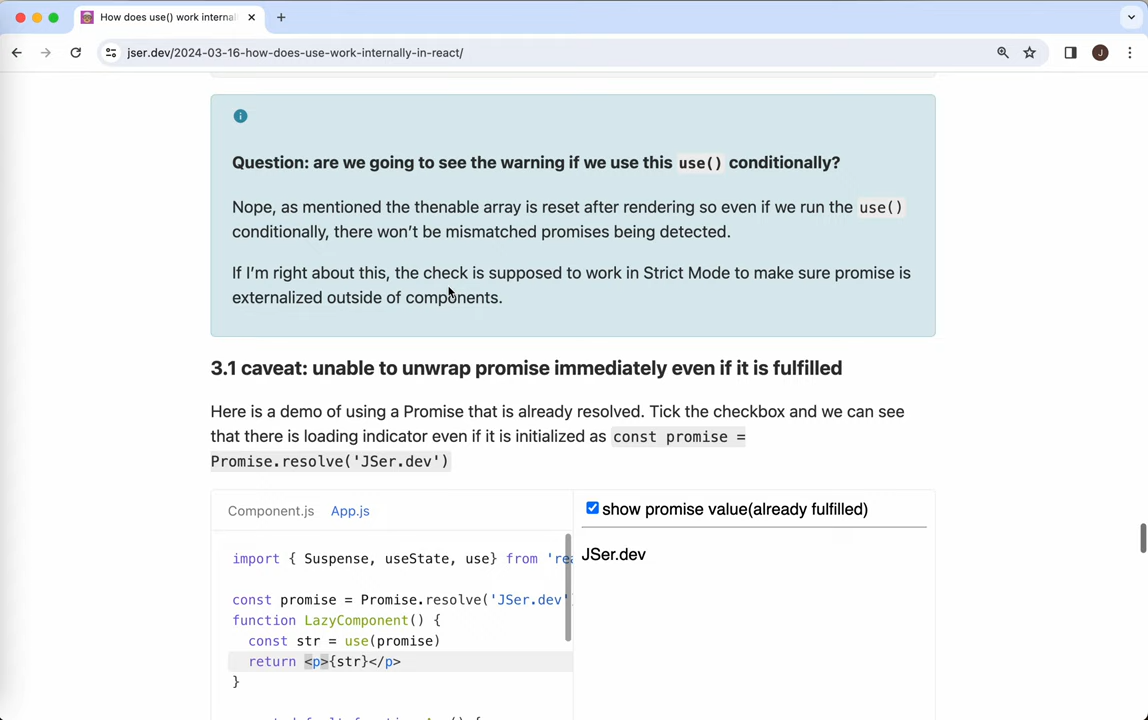 How does use() work internal
jser.dev/2024-03-16-how-does-use-work-internally-in-react/
J
Question: are we going to see the warning if we use this use() conditionally?
Nope, as mentioned the thenable array is reset after rendering so even if we run the use()
conditionally, there won't be mismatched promises being detected.
If I'm right about this, the check is supposed to work in Strict Mode to make sure promise is
externalized outside of components.
3.1 caveat: unable to unwrap promise immediately even if it is fulfilled
Here is a demo of using a Promise that is already resolved. Tick the checkbox and we can see
that there is loading indicator even if it is initialized as const promise =
Promise.resolve('JSer.dev')
Component.js App.js
show promise value(already fulfilled)
import { Suspense, useState, use} from 'rea
JSer.dev
const promise = Promise.resolve('JSer.dev'
function LazyComponent() {
const str = use(promise)
return <p>{str}</p>
}